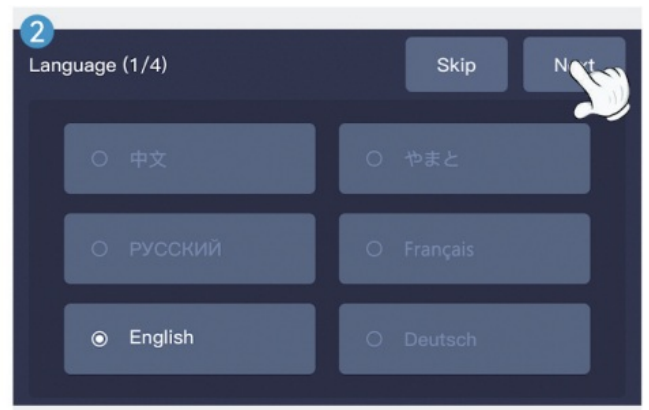 2
Language (1/4)
Skip
Next
中文
やまと
РУССКИЙ
Français
English
Deutsch